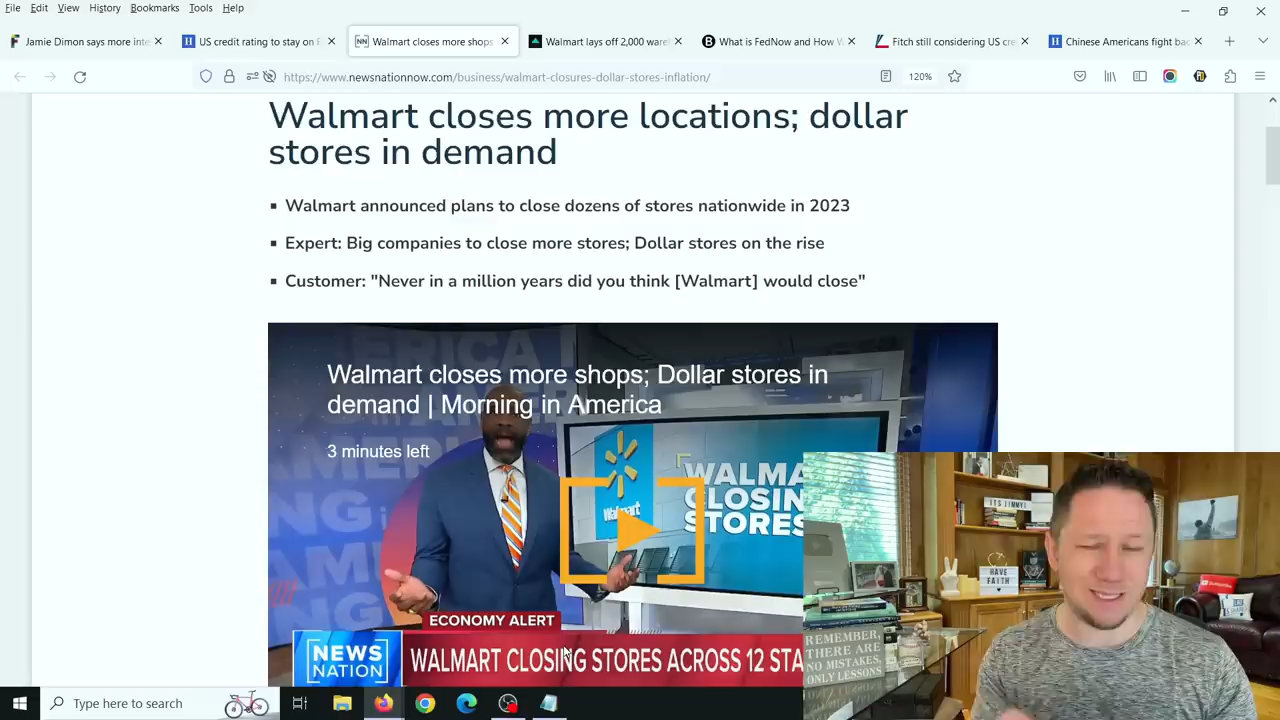 File Edit View History Bookmarks Tools Help
Jamie Dimon says more inte
US credit rating to stay on
Walmart closes more shops
Walmart lays off 2,000 ware
What is FedNow and How
Fitch still considering US cre
Chinese Americans fight bac
https://www.newsnationnow.com/business/walmart-closures-dollar-stores-inflation/
120%
Walmart closes more locations; dollar
stores in demand
Walmart announced plans to close dozens of stores nationwide in 2023
Expert: Big companies to close more stores; Dollar stores on the rise
Customer: "Never in a million years did you think [Walmart] would close"
Walmart closes more shops; Dollar stores in
demand | Morning in America
3 minutes left
Walmart
WALMA
CLOSIN
STORES
ECONOMY ALERT
NEWS
NATION
WALMART CLOSING STORES ACROSS 12 STA
ITS JIMMY!
HAVE
FAITH
REMEMBER,
THERE ARE
NO MISTAKES,
ONLY LESSONS
Type here to search